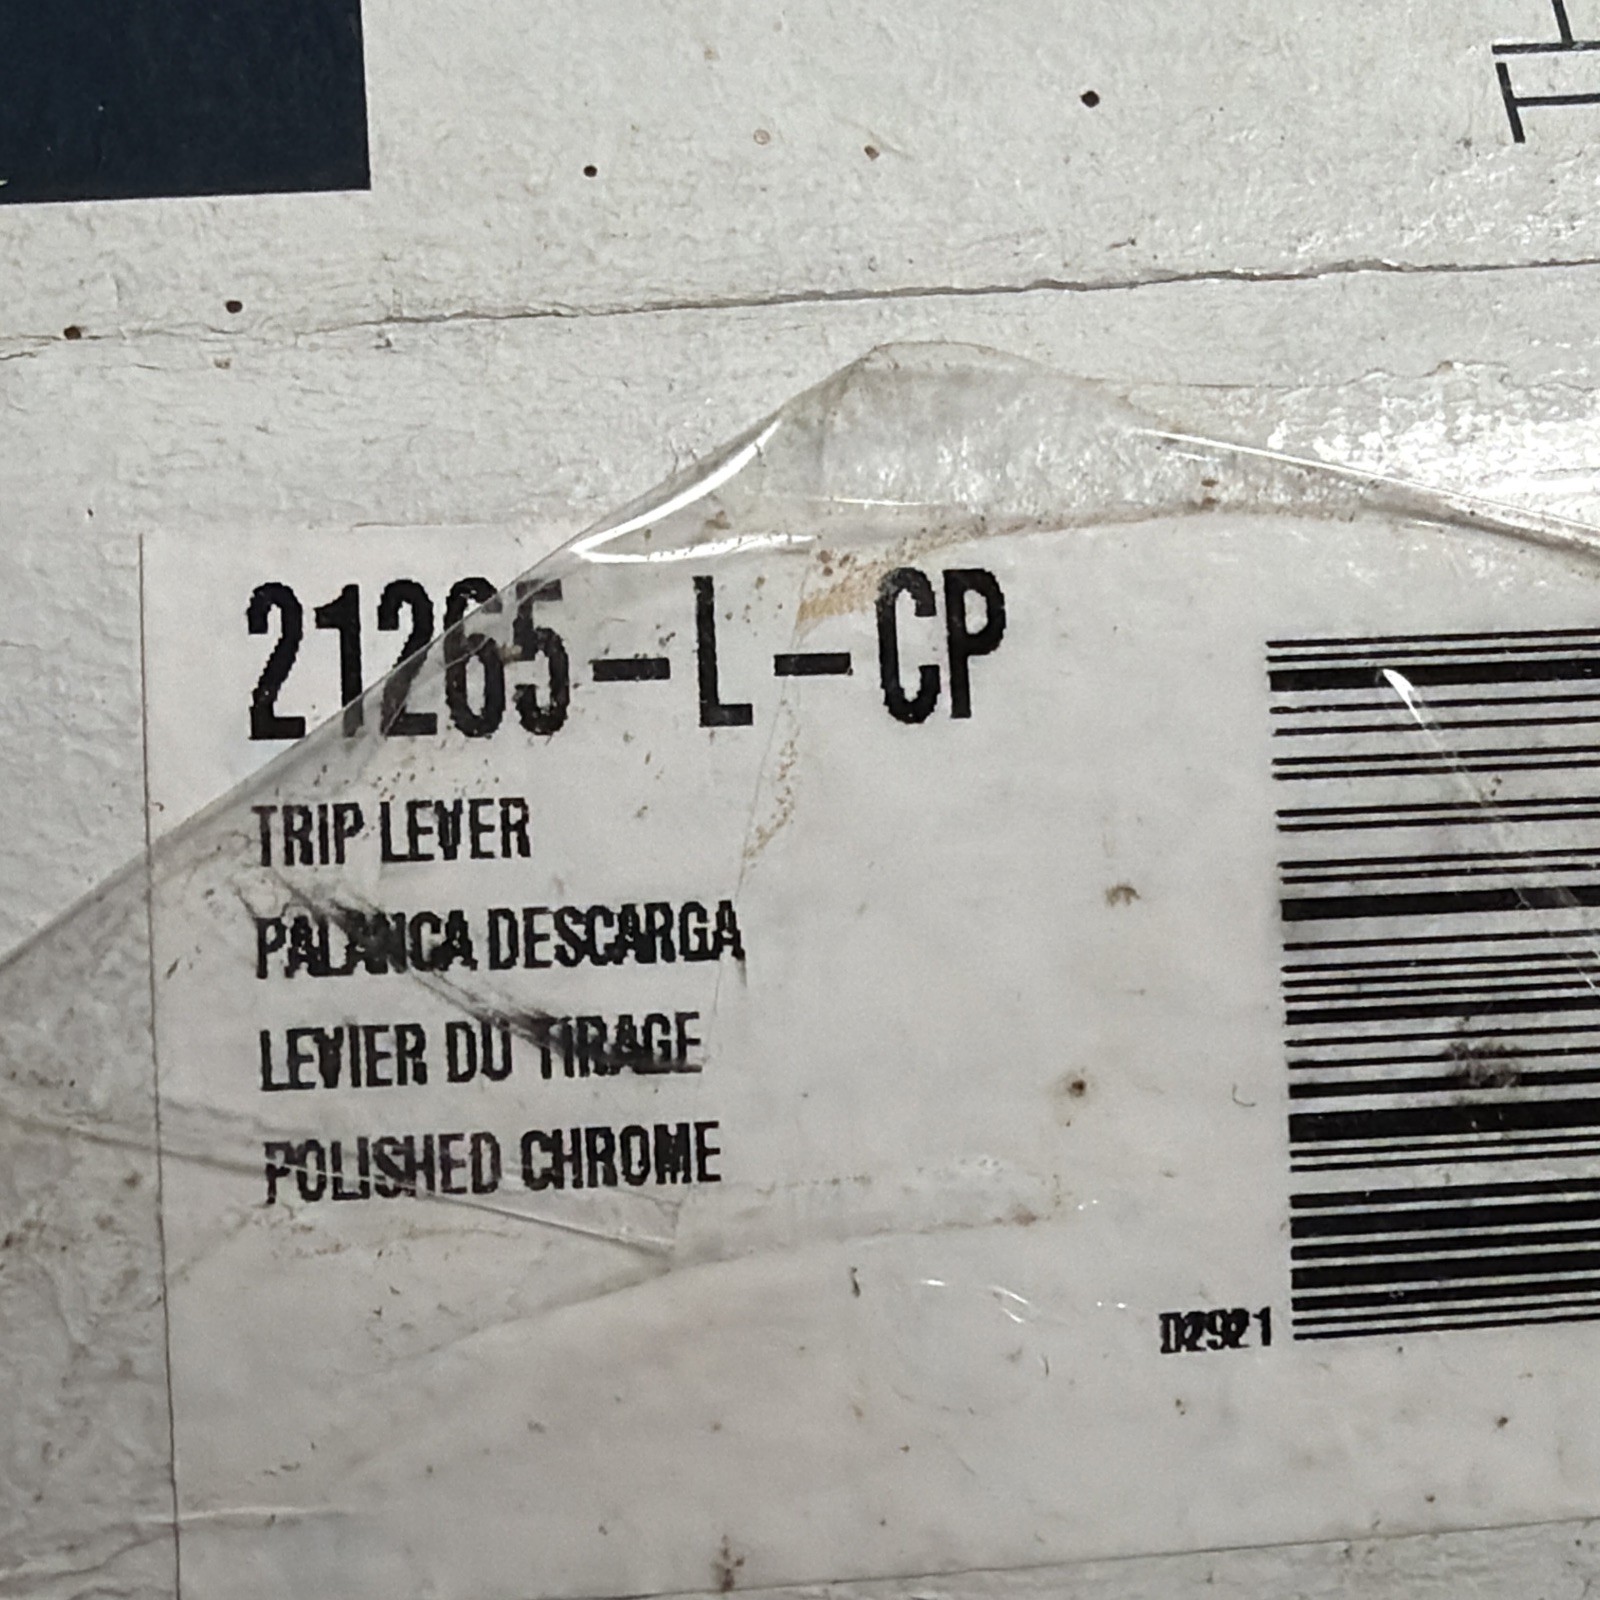 21265-L-CP
TRIP LEVER
PALANCA DESCARGA
LEVIER DU TIRAGE
POLISHED CHROME
D2921